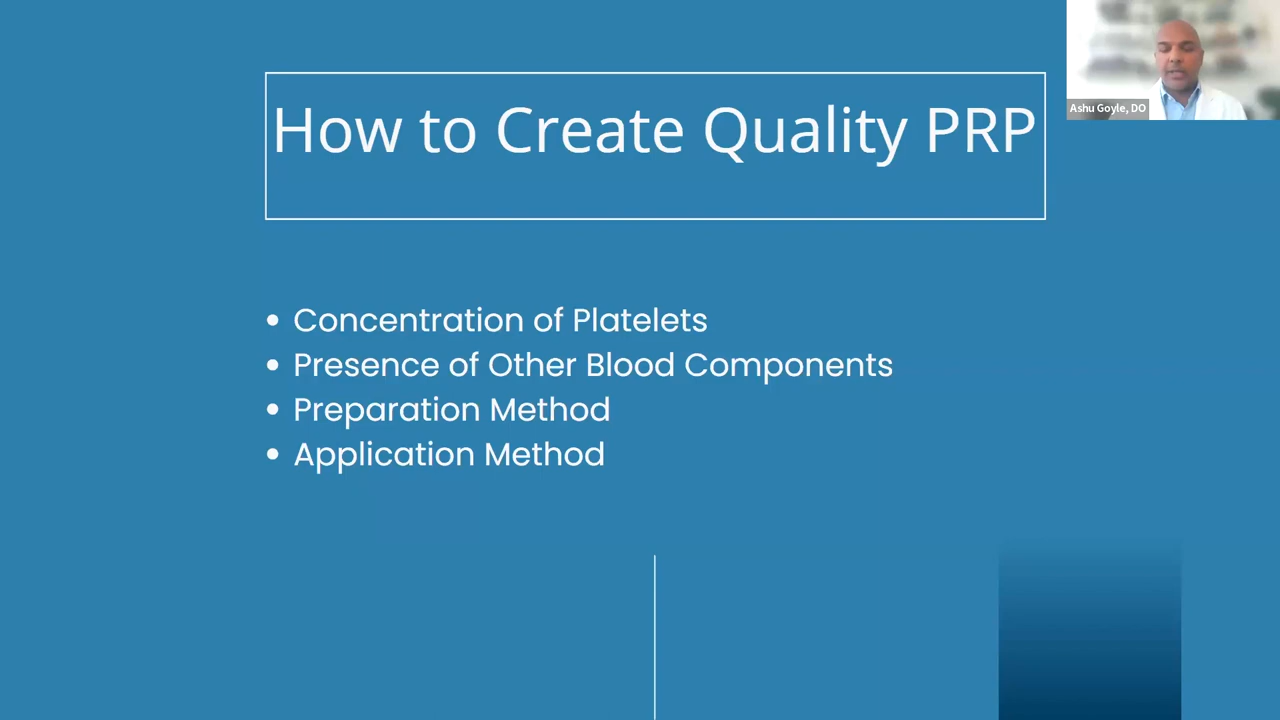 How to Create Quality PRP
Ashu Goyle, DO
Concentration of Platelets
Presence of Other Blood Components
Preparation Method
Application Method